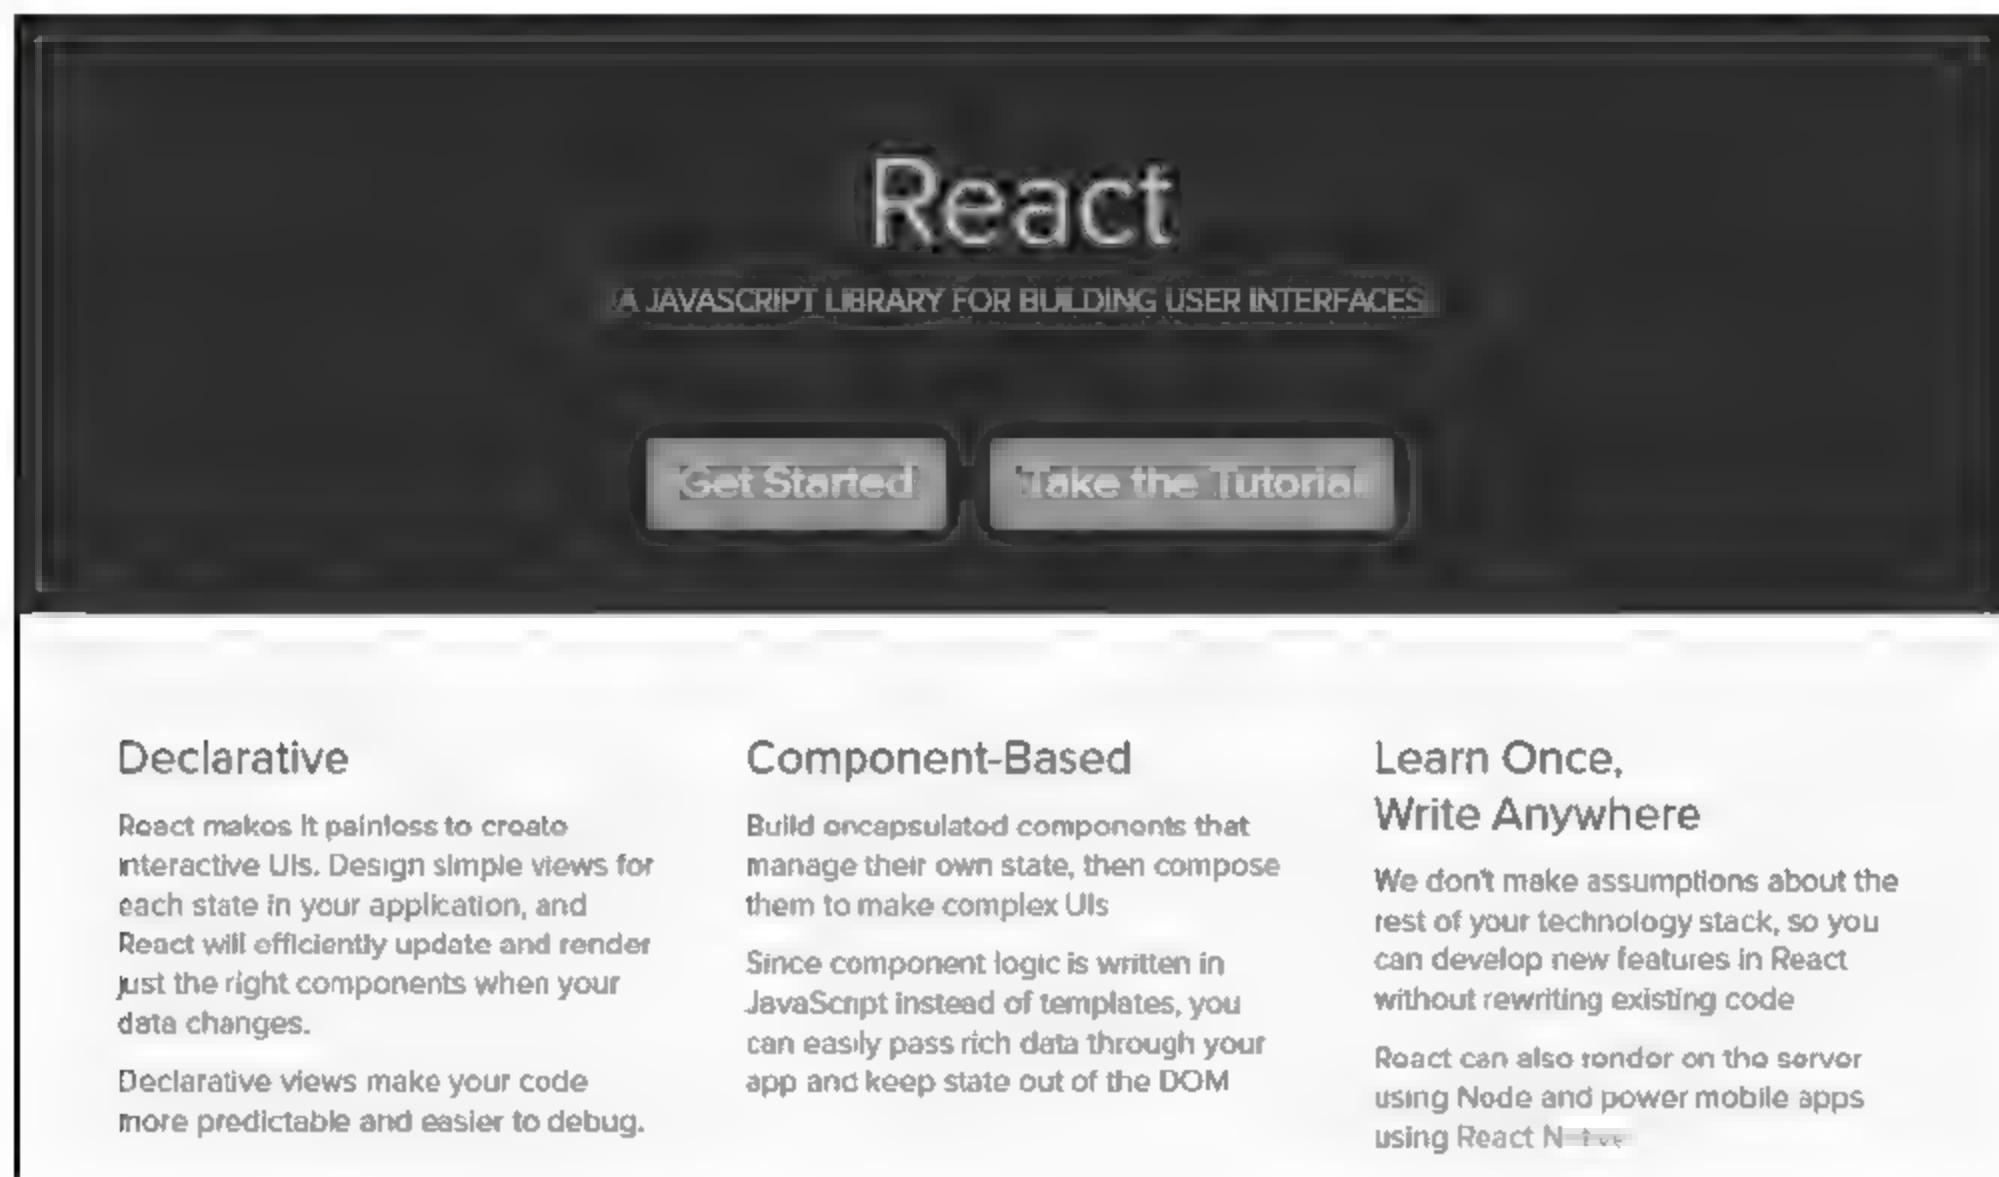 React
A JAVASCRIPT LIBRARY FOR BUILDING USER INTERFACES
Get Started
Take the Tutorial
Declarative
React makes it painless to create
interactive UIs. Design simple views for
each state in your application, and
React will efficiently update and render
just the right components when your
data changes.
Declarative views make your code
more predictable and easier to debug.
Component-Based
Build encapsulated components that
manage their own state, then compose
them to make complex UIs
Since component logic is written in
JavaScript instead of templates, you
can easily pass rich data through your
app and keep state out of the DOM
Learn Once,
Write Anywhere
We don't make assumptions about the
rest of your technology stack, so you
can develop new features in React
without rewriting existing code
React can also render on the server
using Node and power mobile apps
using React